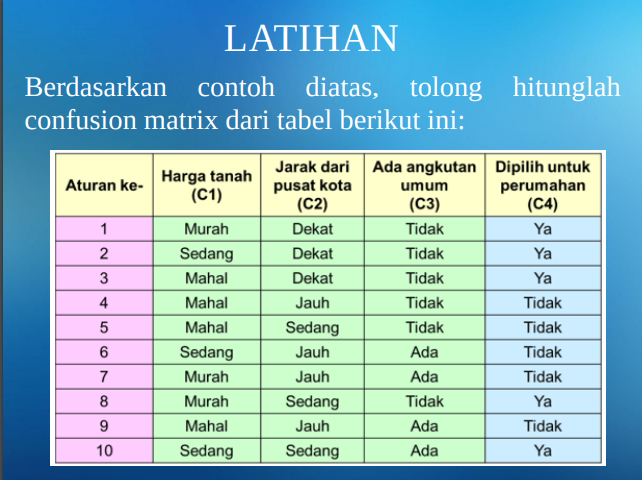 LATIHAN
Berdasarkan contoh diatas, tolong hitunglah
confusion matrix dari tabel berikut ini:
Aturan ke- Harga tanah (C1) Jarak dari pusat kota (C2) Ada angkutan umum (C3) Dipilih untuk perumahan (C4)
1 Murah Dekat Tidak Ya
2 Sedang Dekat Tidak Ya
3 Mahal Dekat Tidak Ya
4 Mahal Jauh Tidak Tidak
5 Mahal Sedang Tidak Tidak
6 Sedang Jauh Ada Tidak
7 Murah Jauh Ada Tidak
8 Murah Sedang Tidak Ya
9 Mahal Jauh Ada Tidak
10 Sedang Sedang Ada Ya